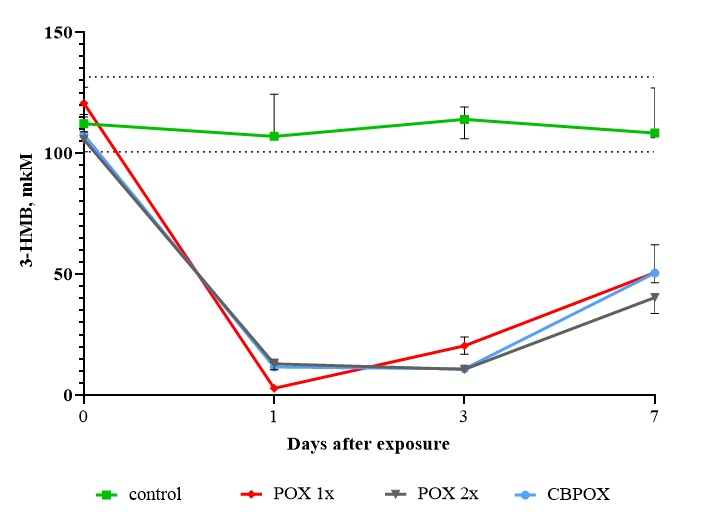 150
100
50
0
3-HMB, mkM
0 1 3 7
Days after exposure
control POX 1x POX 2x CBPOX